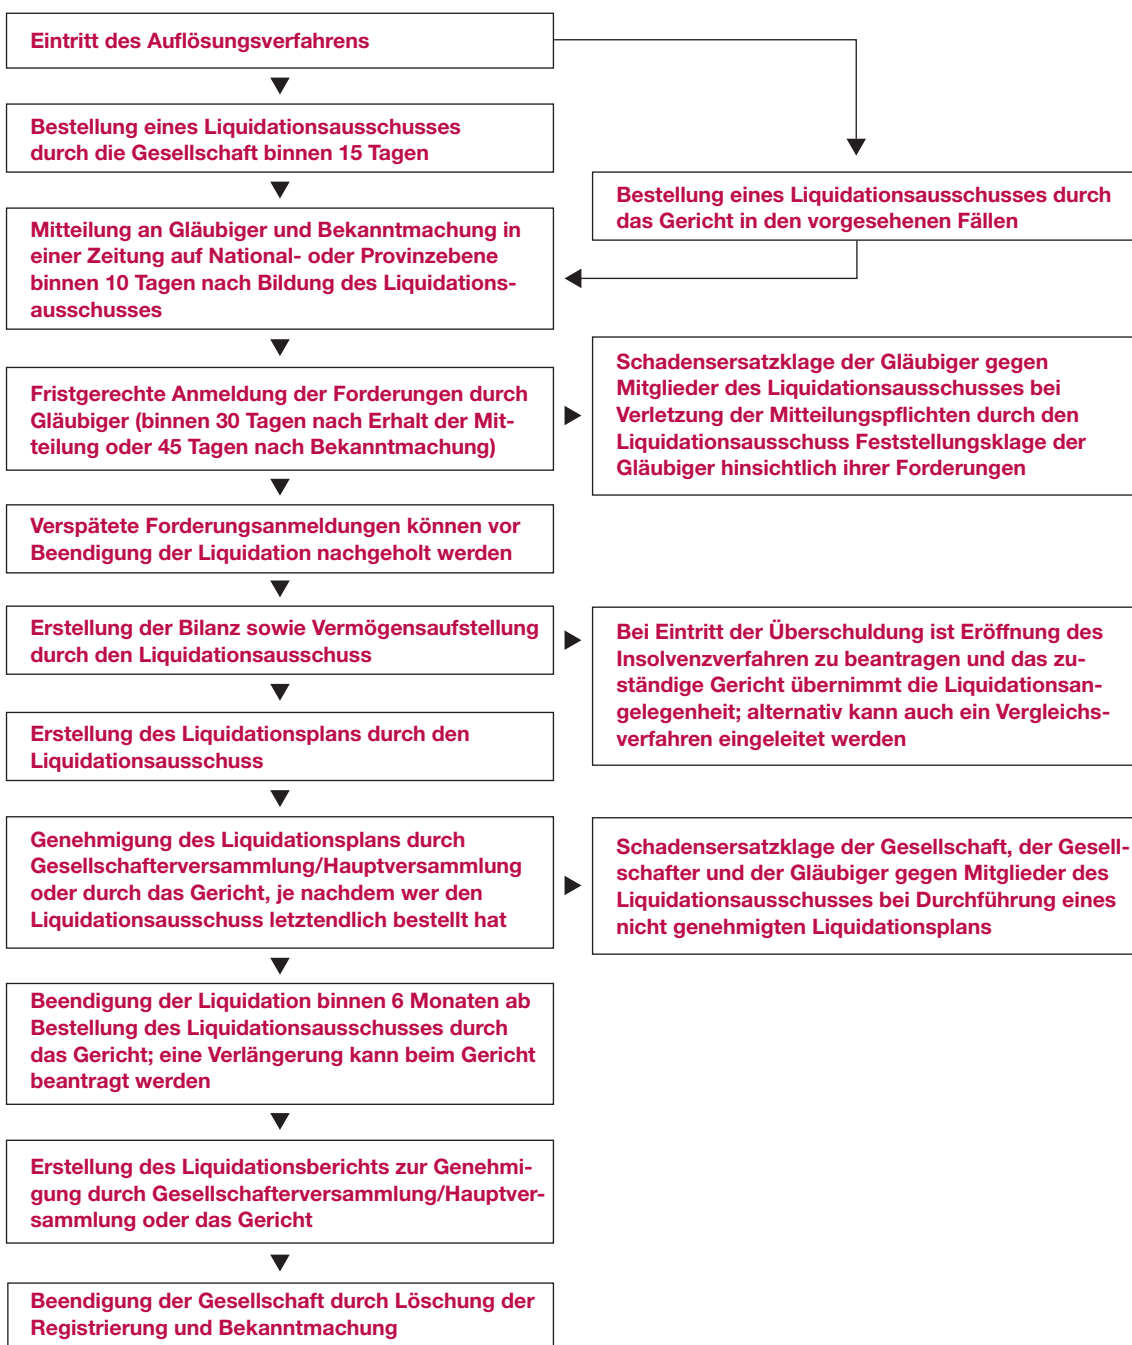 Eintritt des Auflösungsverfahrens
Bestellung eines Liquidationsausschusses
durch die Gesellschaft binnen 15 Tagen
Bestellung eines Liquidationsausschusses durch
das Gericht in den vorgesehenen Fällen
Mitteilung an Gläubiger und Bekanntmachung in
einer Zeitung auf National- oder Provinzebene
binnen 10 Tagen nach Bildung des Liquidations-
ausschusses
Fristgerechte Anmeldung der Forderungen durch
Gläubiger (binnen 30 Tagen nach Erhalt der Mit-
teilung oder 45 Tagen nach Bekanntmachung)
Schadensersatzklage der Gläubiger gegen
Mitglieder des Liquidationsausschusses bei
Verletzung der Mitteilungspflichten durch den
Liquidationsausschuss Feststellungsklage der
Gläubiger hinsichtlich ihrer Forderungen
Verspätete Forderungsanmeldungen können vor
Beendigung der Liquidation nachgeholt werden
Erstellung der Bilanz sowie Vermögensaufstellung
durch den Liquidationsausschuss
Bei Eintritt der Überschuldung ist Eröffnung des
Insolvenzverfahren zu beantragen und das zu-
ständige Gericht übernimmt die Liquidationsan-
gelegenheit; alternativ kann auch ein Vergleichs-
verfahren eingeleitet werden
Erstellung des Liquidationsplans durch den
Liquidationsausschuss
Genehmigung des Liquidationsplans durch
Gesellschafterversammlung/Hauptversammlung
oder durch das Gericht, je nachdem wer den
Liquidationsausschuss letztendlich bestellt hat
Schadensersatzklage der Gesellschaft, der Gesell-
schafter und der Gläubiger gegen Mitglieder des
Liquidationsausschusses bei Durchführung eines
nicht genehmigten Liquidationsplans
Beendigung der Liquidation binnen 6 Monaten ab
Bestellung des Liquidationsausschusses durch
das Gericht; eine Verlängerung kann beim Gericht
beantragt werden
Erstellung des Liquidationsberichts zur Genehmi-
gung durch Gesellschafterversammlung/Hauptver-
sammlung oder das Gericht
Beendigung der Gesellschaft durch Löschung der
Registrierung und Bekanntmachung